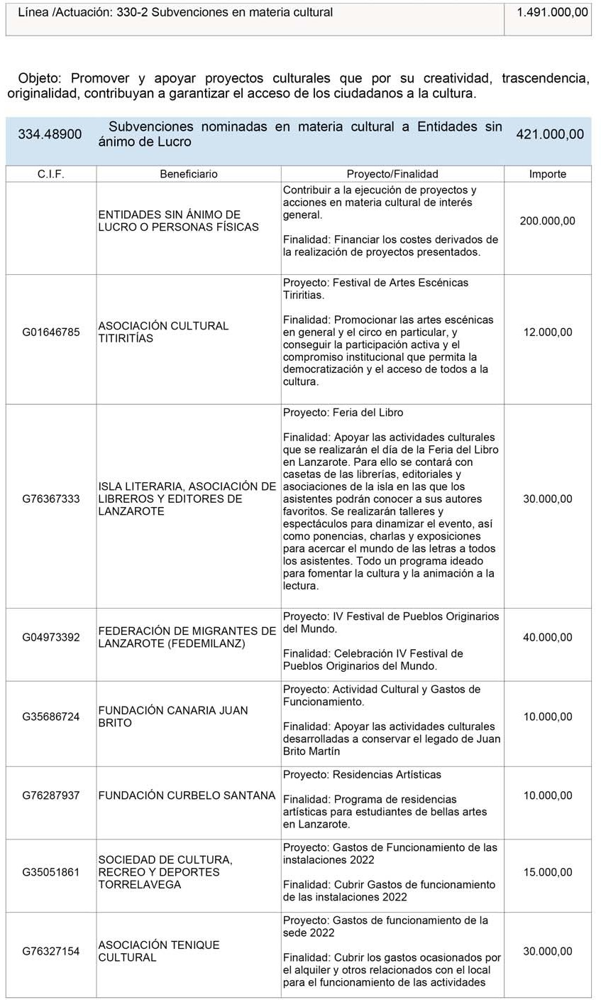 Línea /Actuación: 330-2 Subvenciones en materia cultural 1.491.000,00
Objeto: Promover y apoyar proyectos culturales que por su creatividad, trascendencia,
originalidad, contribuyan a garantizar el acceso de los ciudadanos a la cultura.
334.48900 Subvenciones nominadas en materia cultural a Entidades sin
ánimo de Lucro 421.000,00
C.I.F. Beneficiario Proyecto/Finalidad Importe
ENTIDADES SIN ÁNIMO DE
LUCRO O PERSONAS FÍSICAS
Contribuir a la ejecución de proyectos y
acciones en materia cultural de interés
general.
Finalidad: Financiar los costes derivados de
la realización de proyectos presentados.
200.000,00
G01646785
ASOCIACIÓN CULTURAL
TITIRITÍAS
Proyecto: Festival de Artes Escénicas
Tiriritias.
Finalidad: Promocionar las artes escénicas
en general y el circo en particular, y
conseguir la participación activa y el
compromiso institucional que permita la
democratización y el acceso de todos a la
cultura.
12.000,00
G76367333
ISLA LITERARIA, ASOCIACIÓN DE
LIBREROS Y EDITORES DE
LANZAROTE
Proyecto: Feria del Libro
Finalidad: Apoyar las actividades culturales
que se realizarán el día de la Feria del Libro
en Lanzarote. Para ello se contará con
casetas de las librerías, editoriales y
asociaciones de la isla en las que los
asistentes podrán conocer a sus autores
favoritos. Se realizarán talleres y
espectáculos para dinamizar el evento, así
como ponencias, charlas y exposiciones
para acercar el mundo de las letras a todos
los asistentes. Todo un programa ideado
para fomentar la cultura y la animación a la
lectura.
30.000,00
G04973392
FEDERACIÓN DE MIGRANTES DE
LANZAROTE (FEDEMILANZ)
Proyecto: IV Festival de Pueblos Originarios
del Mundo.
Finalidad: Celebración IV Festival de
Pueblos Originarios del Mundo.
40.000,00
G35686724
FUNDACIÓN CANARIA JUAN
BRITO
Proyecto: Actividad Cultural y Gastos de
Funcionamiento.
Finalidad: Apoyar las actividades culturales
desarrolladas a conservar el legado de Juan
Brito Martín
10.000,00
G76287937
FUNDACIÓN CURBELO SANTANA
Proyecto: Residencias Artísticas
Finalidad: Programa de residencias
artísticas para estudiantes de bellas artes
en Lanzarote.
10.000,00
G35051861
SOCIEDAD DE CULTURA,
RECREO Y DEPORTES
TORRELAVEGA
Proyecto: Gastos de Funcionamiento de las
instalaciones 2022
Finalidad: Cubrir Gastos de funcionamiento
de las instalaciones 2022
15.000,00
G76327154
ASOCIACIÓN TENIQUE
CULTURAL
Proyecto: Gastos de funcionamiento de la
sede 2022
Finalidad: Cubrir los gastos ocasionados por
el alquiler y otros relacionados con el local
para el funcionamiento de las actividades
30.000,00